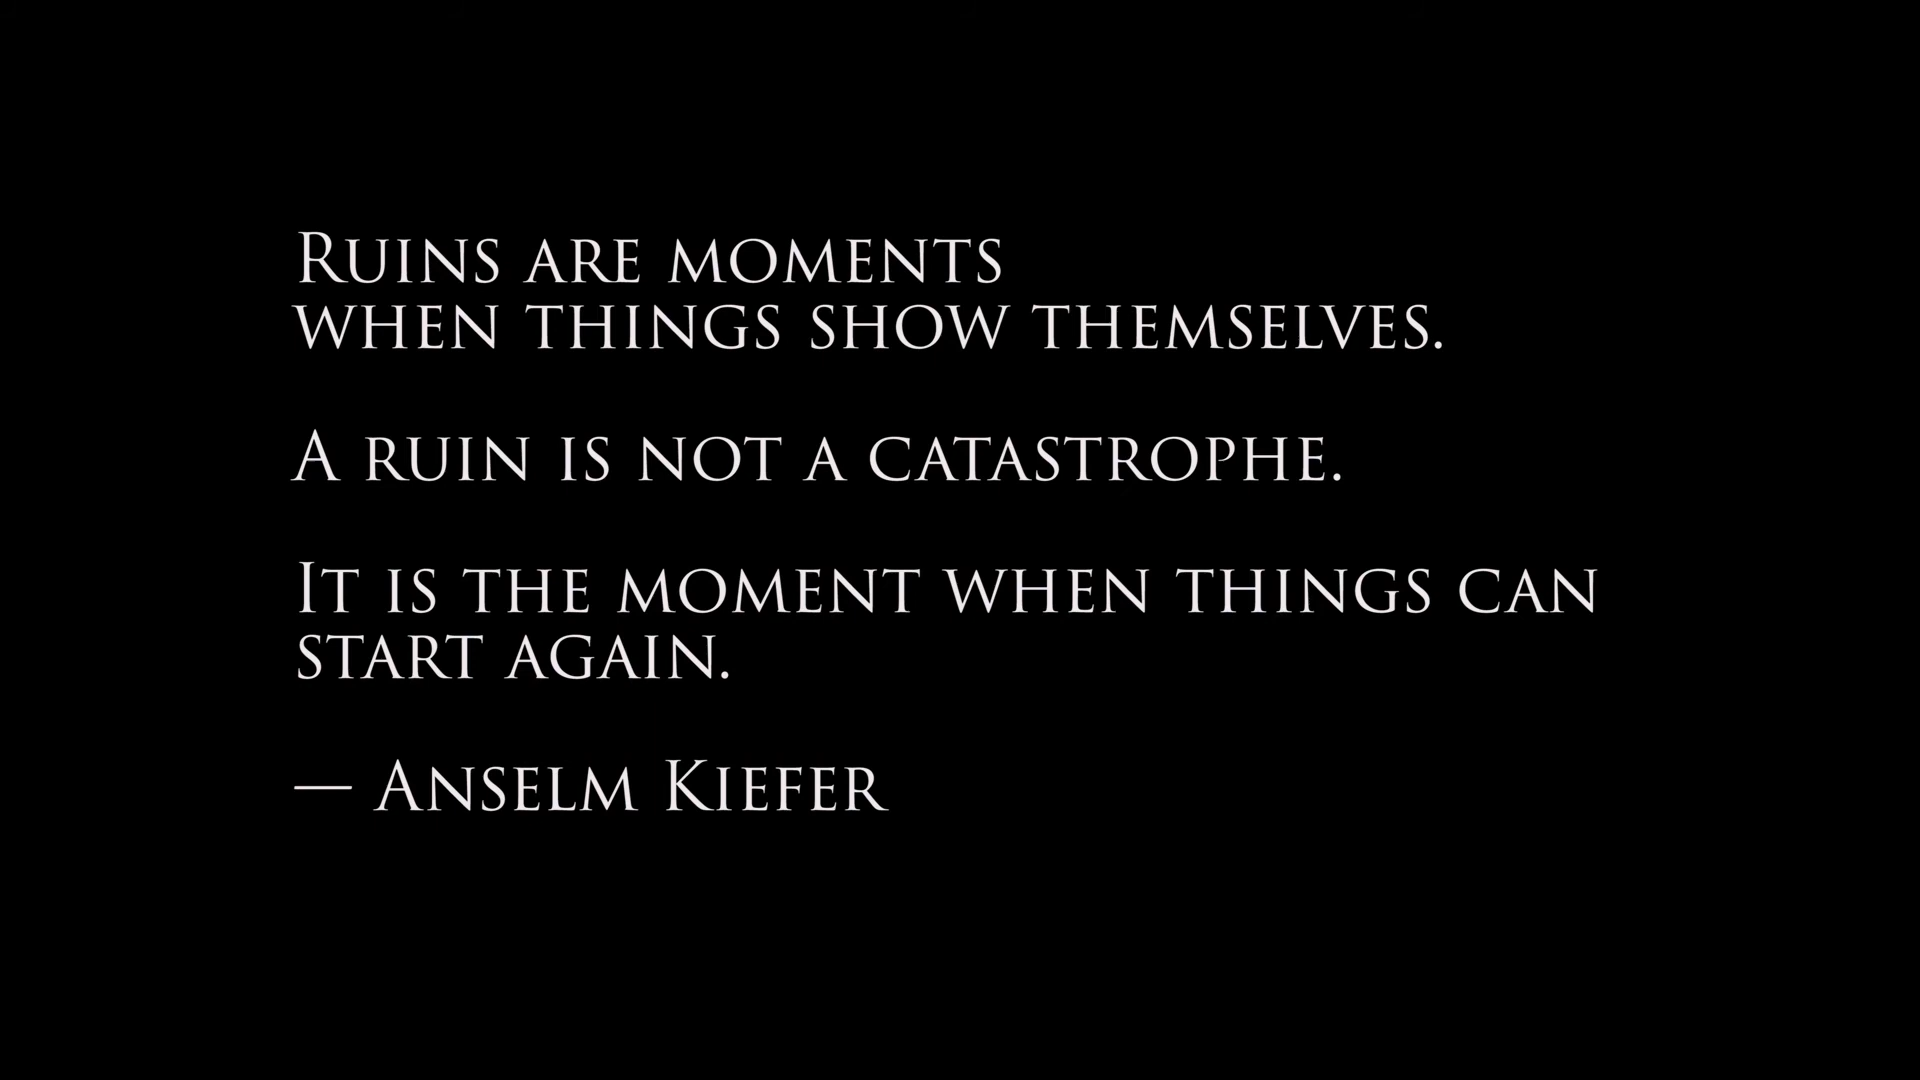 Ruins are moments
when things show themselves.
A ruin is not a catastrophe.
It is the moment when things can
start again.
— Anselm Kiefer